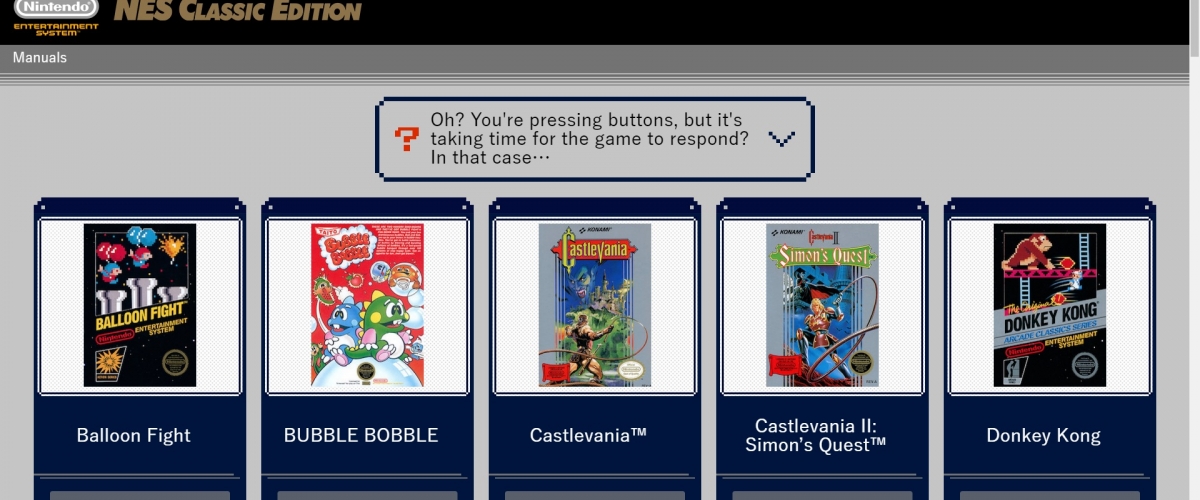 Nintendo®
NES CLASSIC EDITION
ENTERTAINMENT
SYSTEM™
Manuals
?
Oh? You're pressing buttons, but it's
taking time for the game to respond?
In that case…
BALLOON FIGHT
Nintendo
ENTERTAINMENT
SYSTEM
TAITO
Bubble
Bobble
KONAMI
Castlevania
KONAMI
Castlevania II
Simon's Quest
DONKEY KONG
ARCADE CLASSICS SERIES
Nintendo
ENTERTAINMENT
SYSTEM
Balloon Fight
BUBBLE BOBBLE
Castlevania™
Castlevania II:
Simon’s Quest™
Donkey Kong